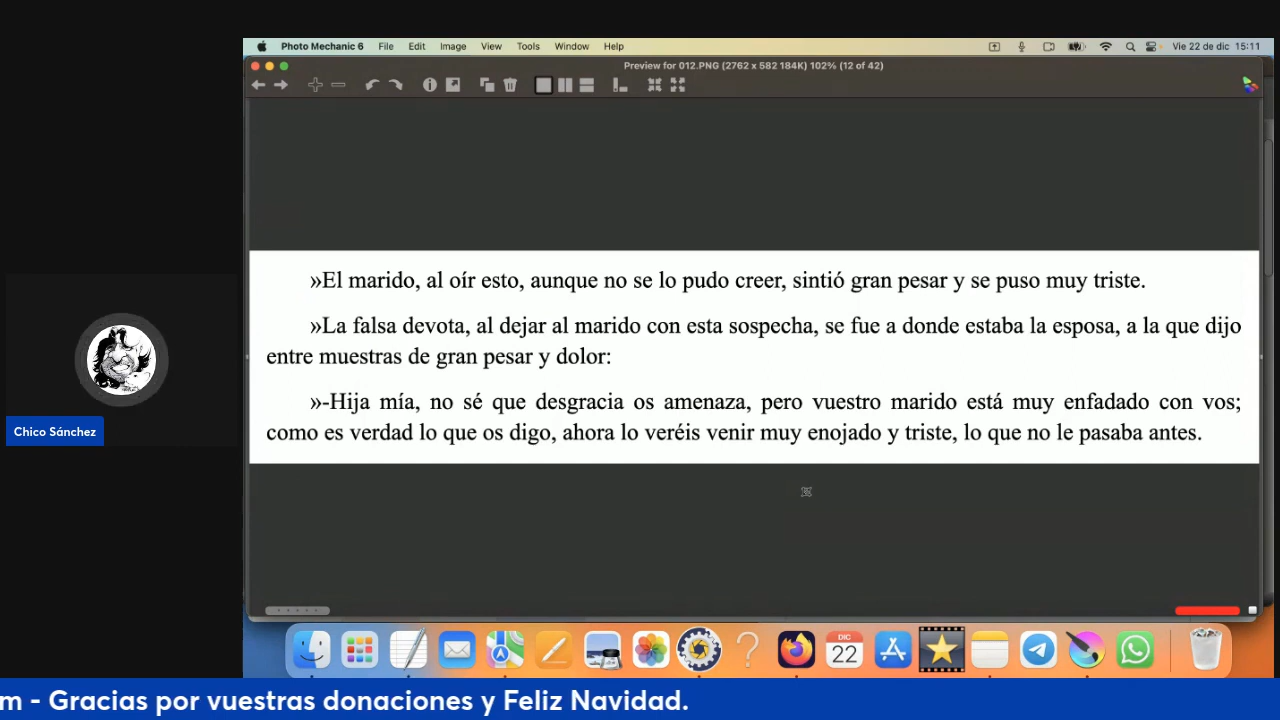 Photo Mechanic 6 File Edit Image View Tools Window Help Vie 22 de dic 15:11
Preview for 012.PNG (2762 x 582 184K) 102% (12 of 42)
»El marido, al oír esto, aunque no se lo pudo creer, sintió gran pesar y se puso muy triste.
»La falsa devota, al dejar al marido con esta sospecha, se fue a donde estaba la esposa, a la que dijo
entre muestras de gran pesar y dolor:
»-Hija mía, no sé que desgracia os amenaza, pero vuestro marido está muy enfadado con vos;
como es verdad lo que os digo, ahora lo veréis venir muy enojado y triste, lo que no le pasaba antes.
Chico Sánchez
DIC
22
m - Gracias por vuestras donaciones y Feliz Navidad.